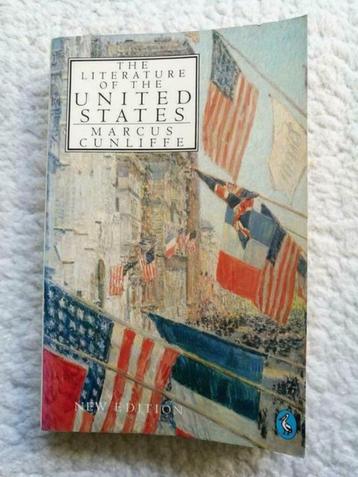 THE
LITERATURE
OF THE
UNITED
STATES
MARCUS
CUNLIFFE
NEW EDITION